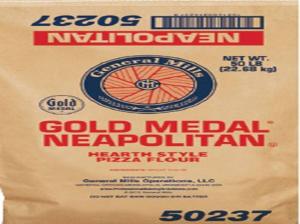 50237
NEAPOLITAN
NET WT.
50 LB
(22.68 kg)
General Mills
GM
Gold
MEDAL
GOLD MEDAL®
NEAPOLITAN
HEARTH STYLE
PIZZA FLOUR
General Mills Operations, LLC
50237